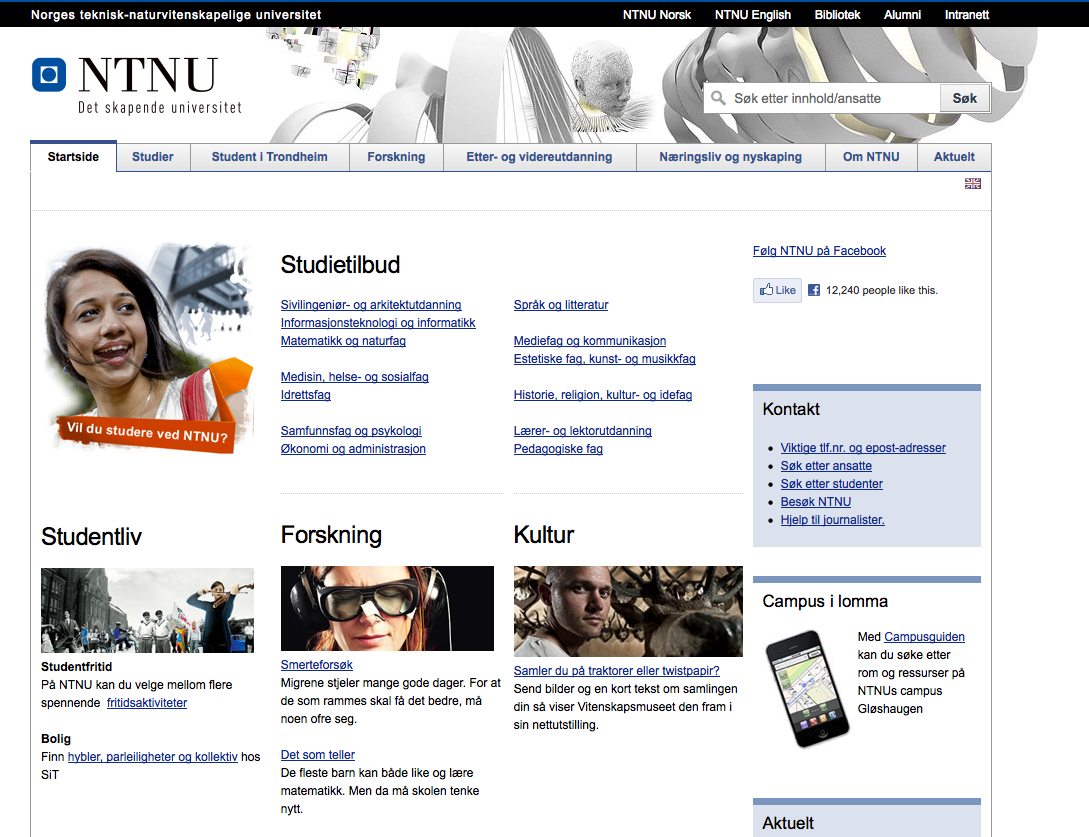 Norges teknisk-naturvitenskapelige universitet
NTNU Norsk NTNU English Bibliotek Alumni Intranett
NTNU
Det skapende universitet
Søk etter innhold/ansatte Søk
Startside Studier Student i Trondheim Forskning Etter- og videreutdanning Næringsliv og nyskaping Om NTNU Aktuelt
Vil du studere ved NTNU?
Studietilbud
Sivilingeniør- og arkitektutdanning
Informasjonsteknologi og informatikk
Matematikk og naturfag
Medisin, helse- og sosialfag
Idrettsfag
Samfunnsfag og psykologi
Økonomi og administrasjon
Språk og litteratur
Mediefag og kommunikasjon
Estetiske fag, kunst- og musikkfag
Historie, religion, kultur- og idefag
Lærer- og lektorutdanning
Pedagogiske fag
Følg NTNU på Facebook
Like 12,240 people like this.
Kontakt
Viktige tlf.nr. og epost-adresser
Søk etter ansatte
Søk etter studenter
Besøk NTNU
Hjelp til journalister.
Studentliv
Studentfritid
På NTNU kan du velge mellom flere
spennende fritidsaktiviteter
Bolig
Finn hybler, parleiligheter og kollektiv hos
SiT
Forskning
Smerteforsøk
Migrene stjeler mange gode dager. For at
de som rammes skal få det bedre, må
noen ofre seg.
Det som teller
De fleste barn kan både like og lære
matematikk. Men da må skolen tenke
nytt.
Kultur
Samler du på traktorer eller twistpapir?
Send bilder og en kort tekst om samlingen
din så viser Vitenskapsmuseet den fram i
sin nettutstilling.
Campus i lomma
Med Campusguiden
kan du søke etter
rom og ressurser på
NTNUs campus
Gløshaugen
Aktuelt